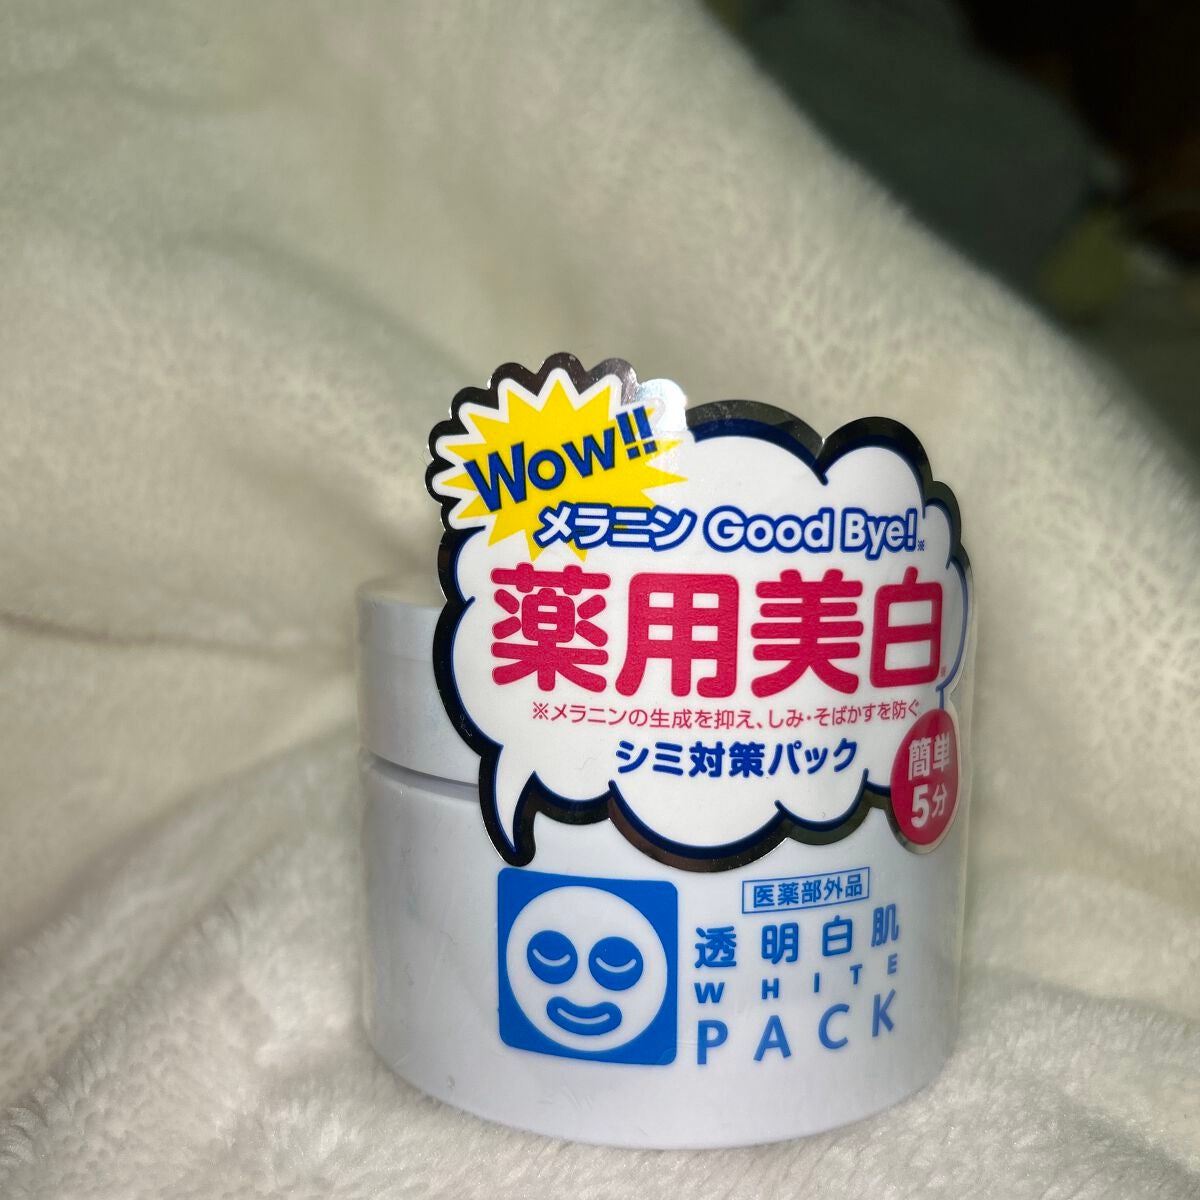 Wow!!
メラニン Good Bye!※
薬用美白※
※メラニンの生成を抑え、しみ・そばかすを防ぐ
シミ対策パック
簡単
5分
医薬部外品
透明白肌
WHITE
PACK